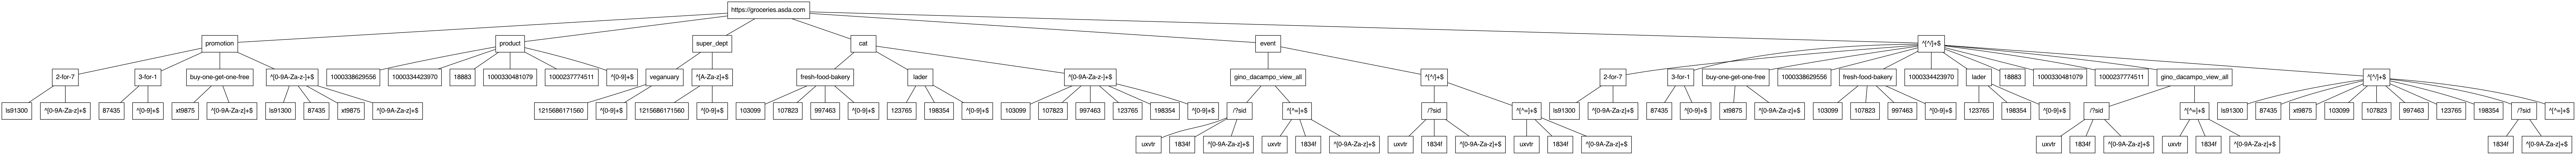 https://groceries.asda.com
promotion product super_dept cat event ^[^/]+$
2-for-7 3-for-1 buy-one-get-one-free ^[0-9A-Za-z-]+$ 1000338629556 1000334423970 18883 1000330481079 1000237774511 ^[0-9]+$ veganuary ^[A-Za-z]+$ fresh-food-bakery lader ^[0-9A-Za-z-]+$ gino_dacampo_view_all ^[^/]+$ 2-for-7 3-for-1 buy-one-get-one-free 1000338629556 fresh-food-bakery 1000334423970 lader 18883 1000330481079 1000237774511 gino_dacampo_view_all ^[^/]+$
ls91300 ^[0-9A-Za-z]+$ 87435 ^[0-9]+$ xt9875 ^[0-9A-Za-z]+$ ls91300 87435 xt9875 ^[0-9A-Za-z]+$ 1215686171560 ^[0-9]+$ 1215686171560 ^[0-9]+$ 103099 107823 997463 ^[0-9]+$ 123765 198354 ^[0-9]+$ 103099 107823 997463 123765 198354 ^[0-9]+$ /?sid ^[^=]+$ /?sid ^[^=]+$ ls91300 ^[0-9A-Za-z]+$ 87435 ^[0-9]+$ xt9875 ^[0-9A-Za-z]+$ 103099 107823 997463 ^[0-9]+$ 123765 198354 ^[0-9]+$ /?sid ^[^=]+$ ls91300 87435 xt9875 103099 107823 997463 123765 198354 /?sid ^[^=]+$
uxvtr 1834f ^[0-9A-Za-z]+$ uxvtr 1834f ^[0-9A-Za-z]+$ uxvtr 1834f ^[0-9A-Za-z]+$ uxvtr 1834f ^[0-9A-Za-z]+$ uxvtr 1834f ^[0-9A-Za-z]+$ uxvtr 1834f ^[0-9A-Za-z]+$ 1834f ^[0-9A-Za-z]+$